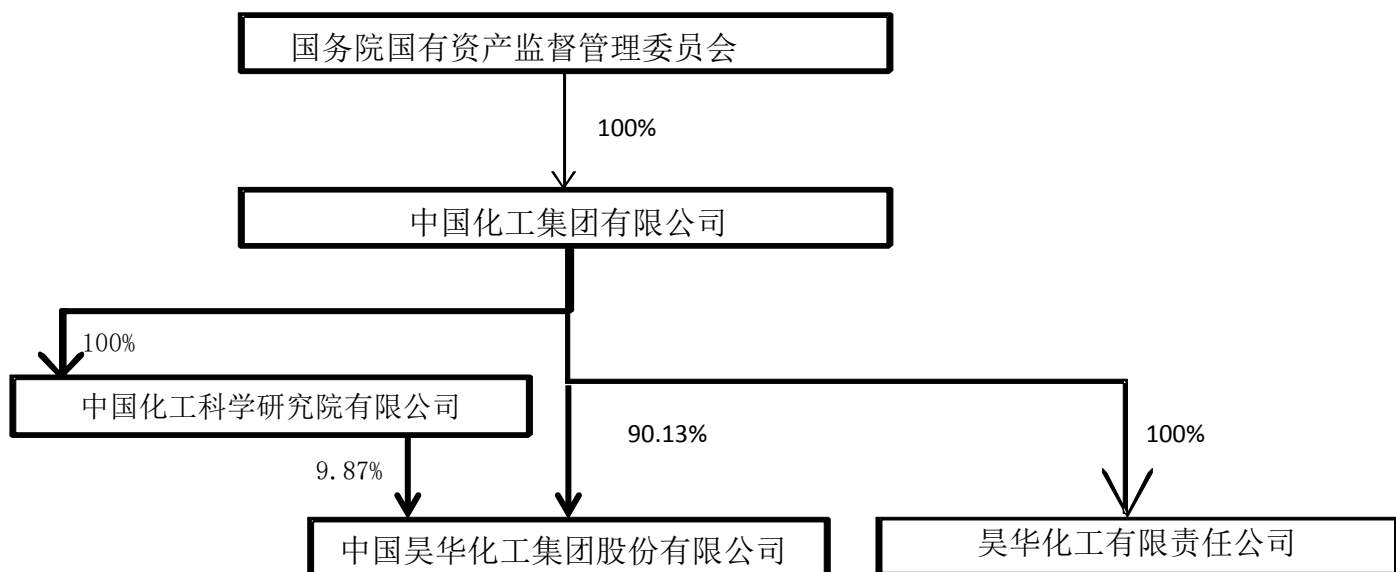 国务院国有资产监督管理委员会
100%
中国化工集团有限公司
100%
中国化工科学研究院有限公司
90.13%
100%
9.87%
中国昊华化工集团股份有限公司
昊华化工有限责任公司